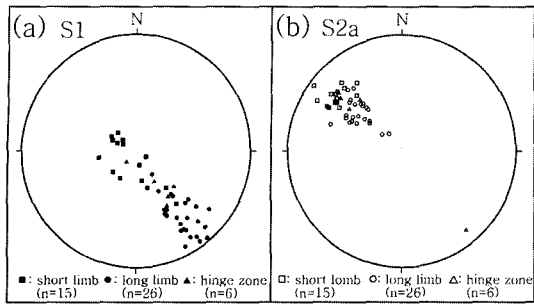 (a) S1
N
■: short limb ●: long limb ▲: hinge zone
(n=15) (n=26) (n=6)
(b) S2a
N
□: short lomb ○: long limb △: hinge zone
(n=15) (n=26) (n=6)